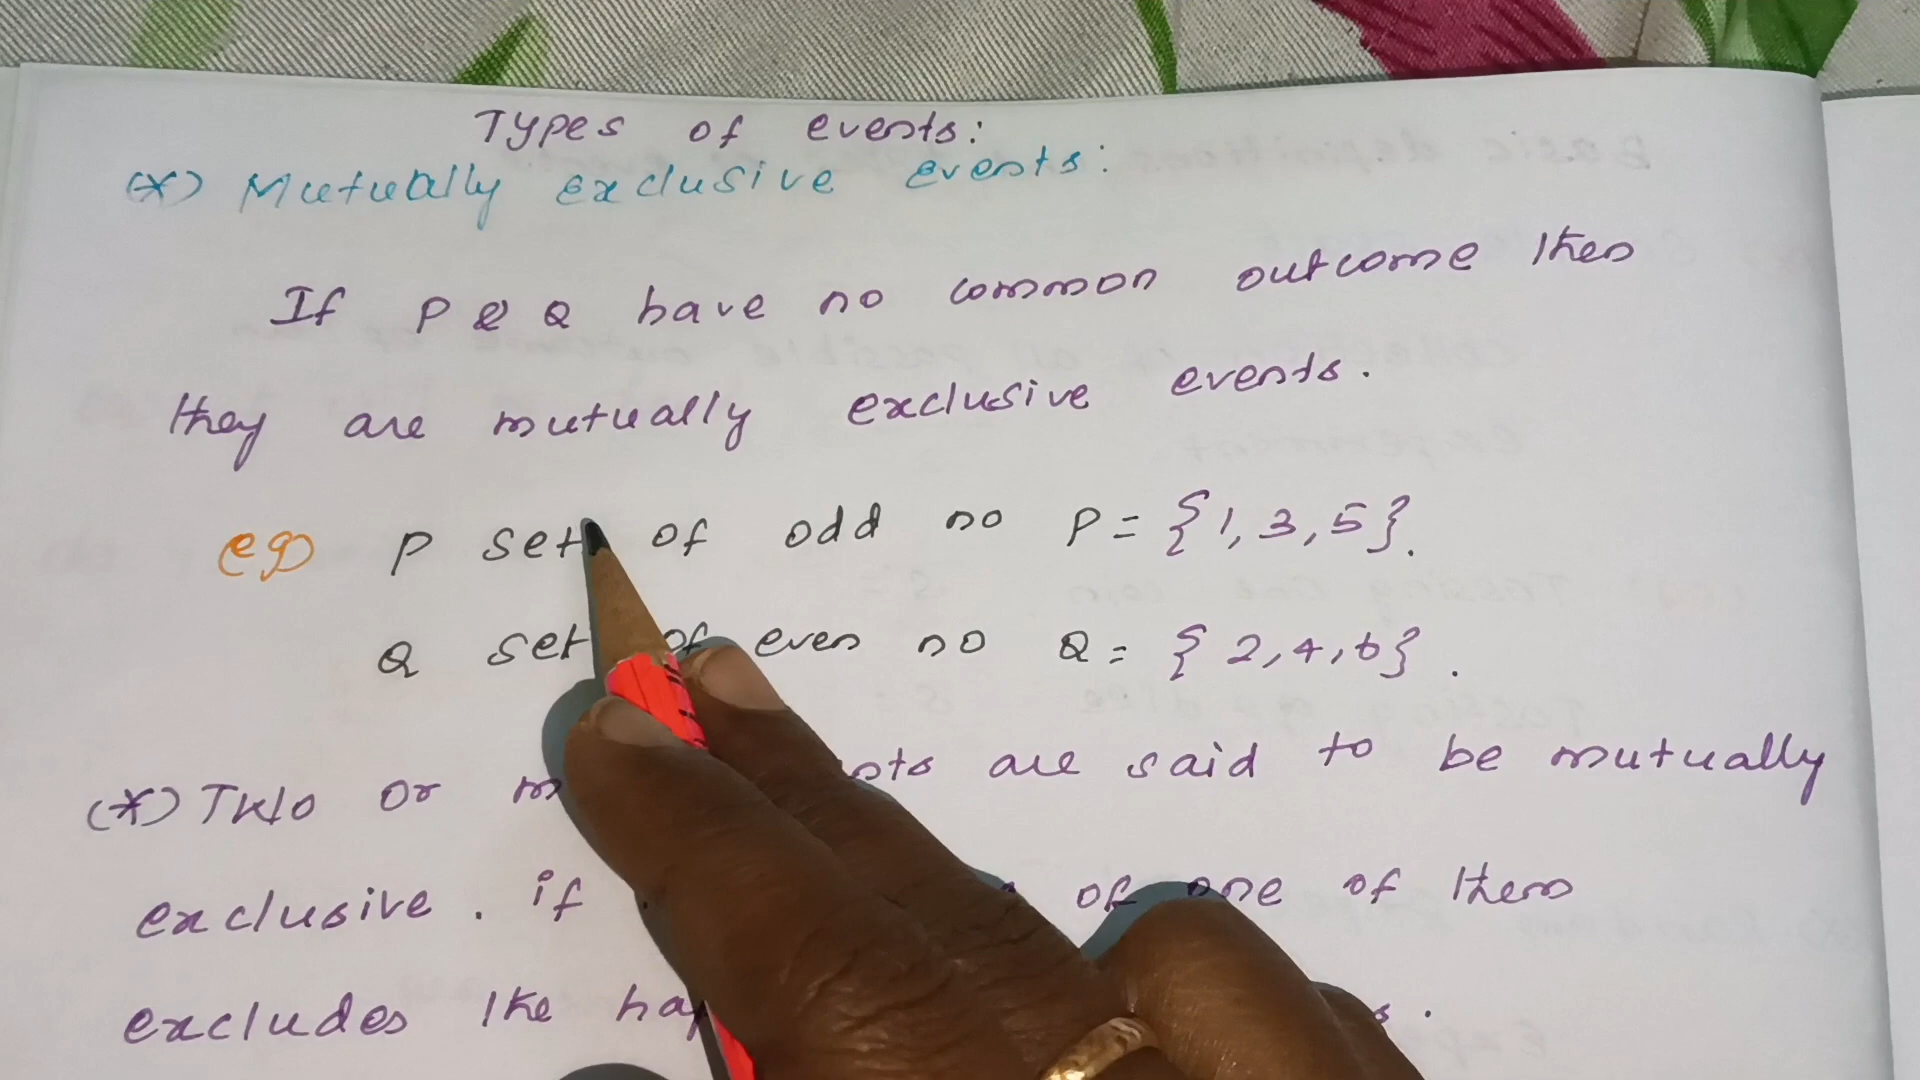 Types of events:
(*) Mutually exclusive events:
If P & Q have no common outcome then
they are mutually exclusive events.
eg) P set of odd no P = {1, 3, 5}.
Q set of even no Q = {2, 4, 6}.
(*) Two or are said to be mutually
exclusive. if of one of them
excludes the